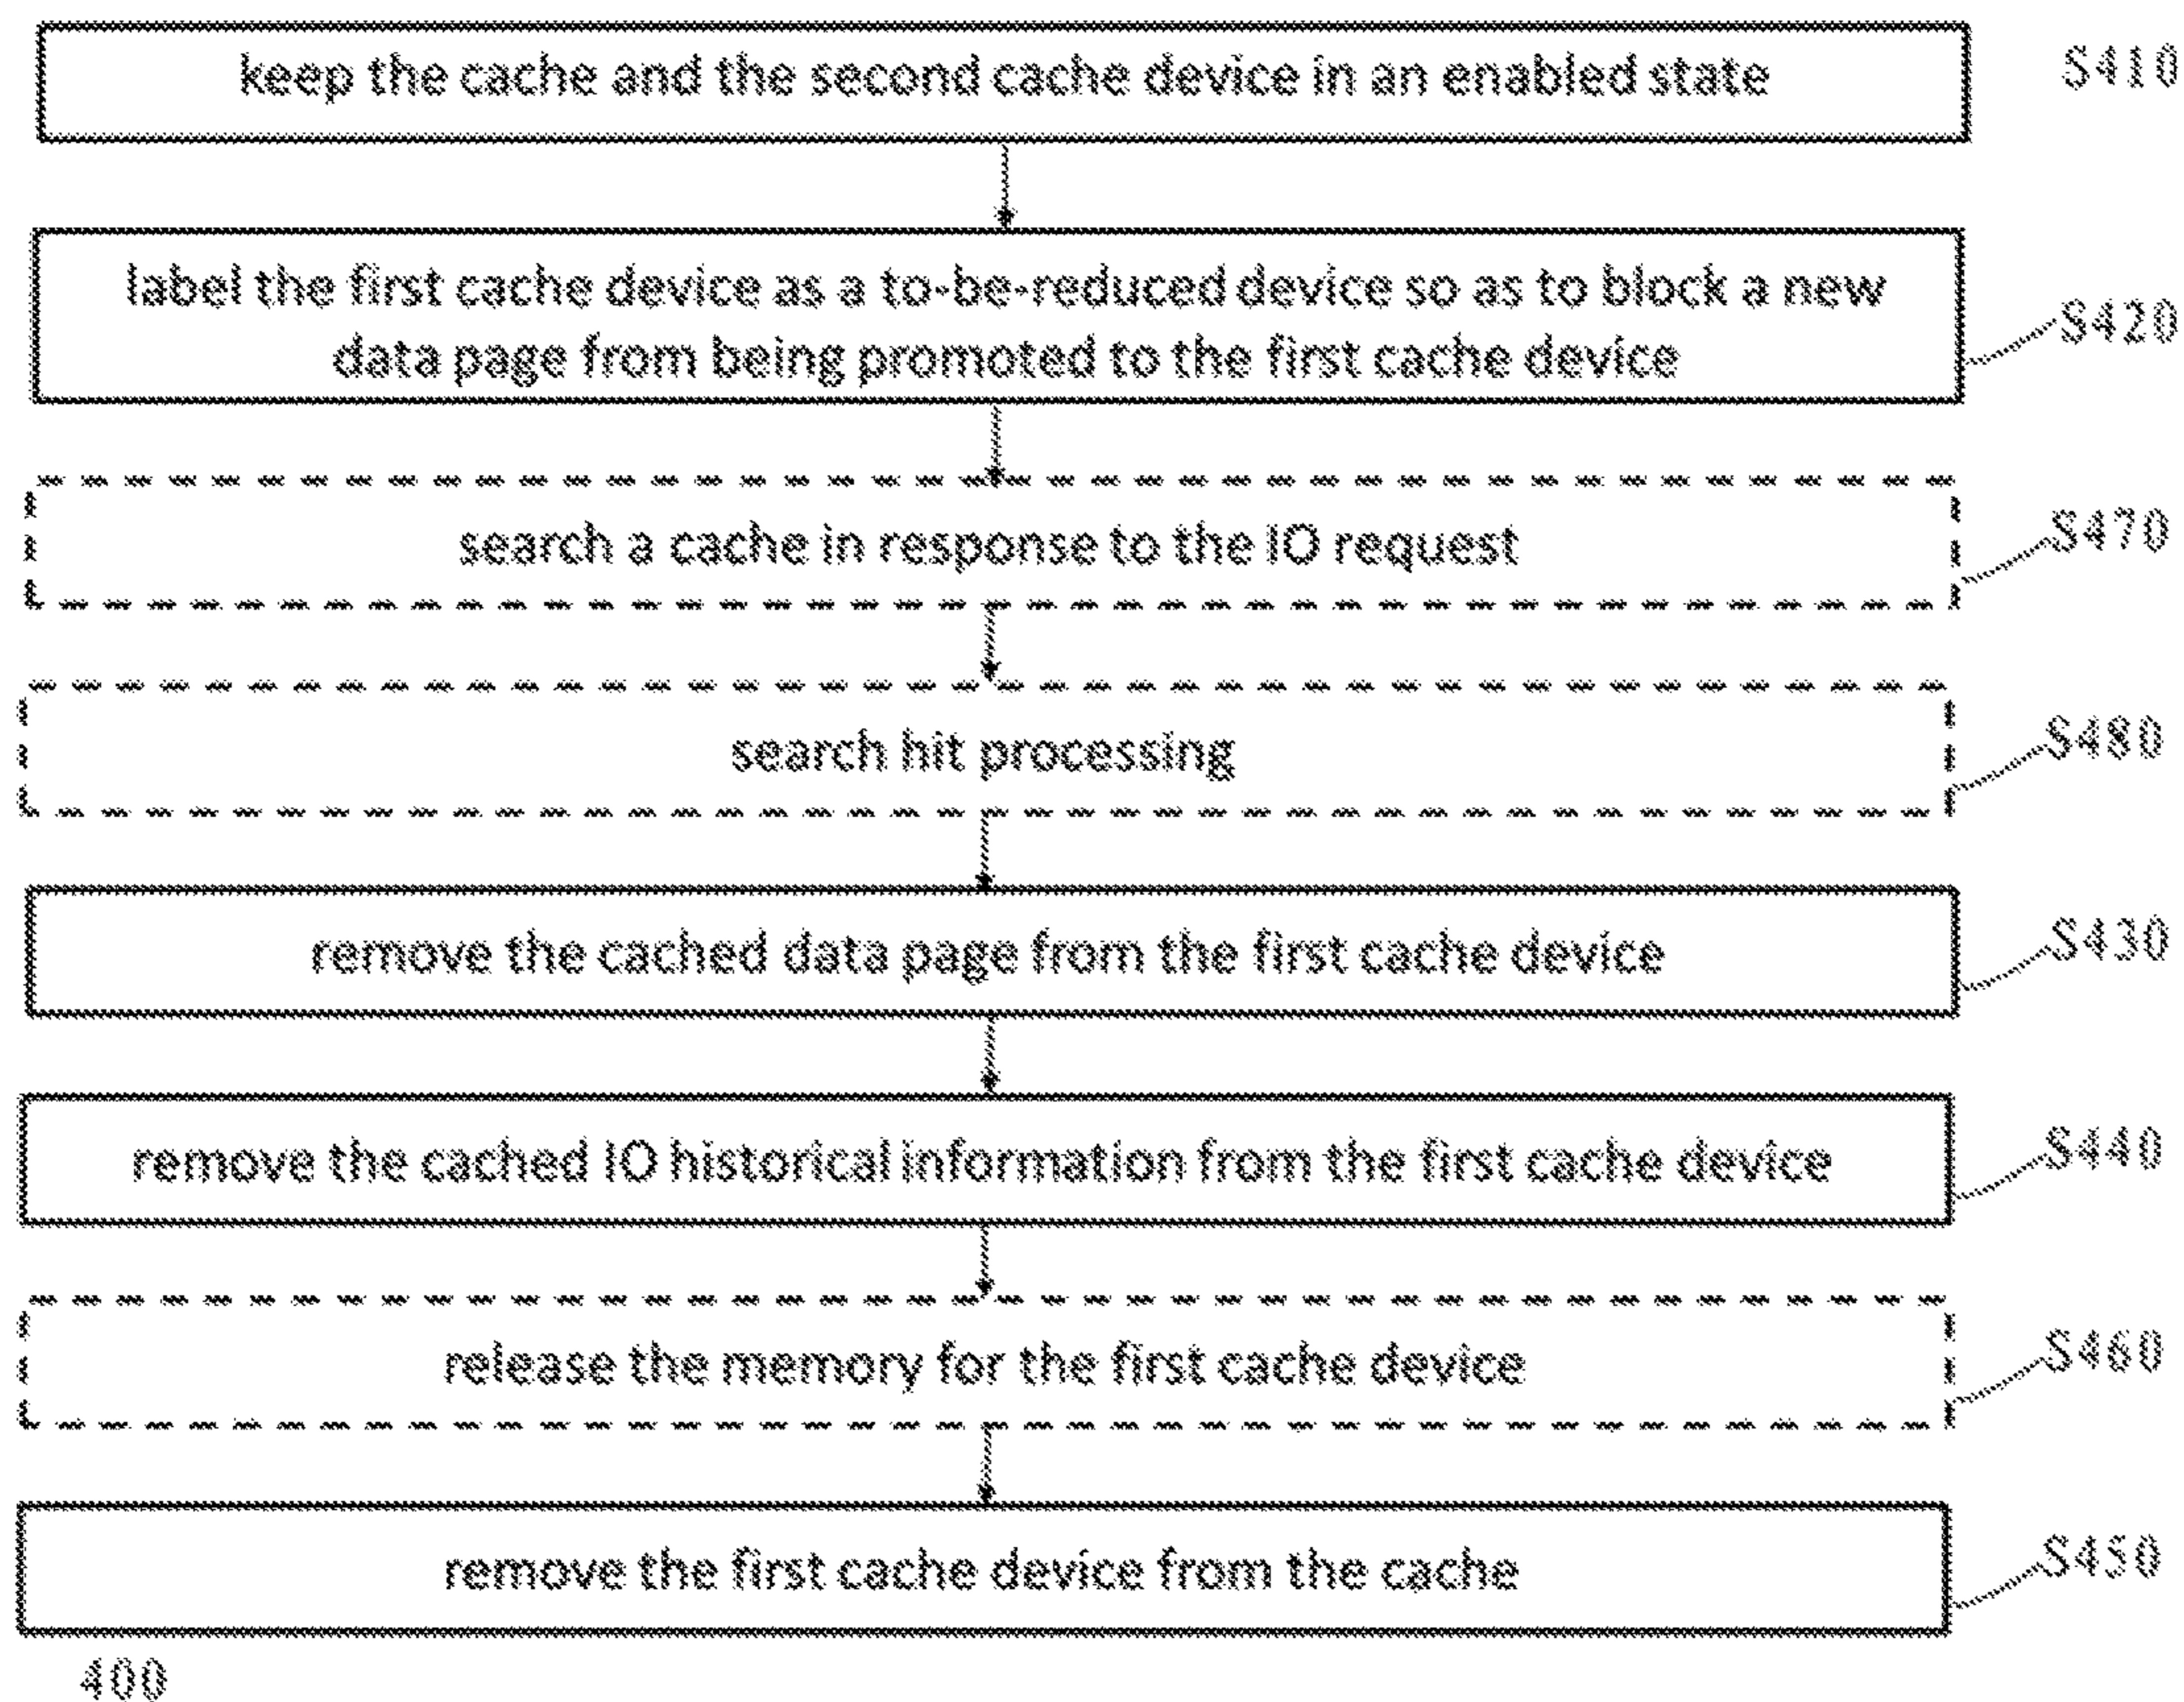 keep the cache and the second cache device in an enabled state
S410
label the first cache device as a to-be-reduced device so as to block a new
data page from being promoted to the first cache device
S420
search a cache in response to the IO request
S470
search hit processing
S480
remove the cached data page from the first cache device
S430
remove the cached IO historical information from the first cache device
S440
release the memory for the first cache device
S460
remove the first cache device from the cache
S450
400